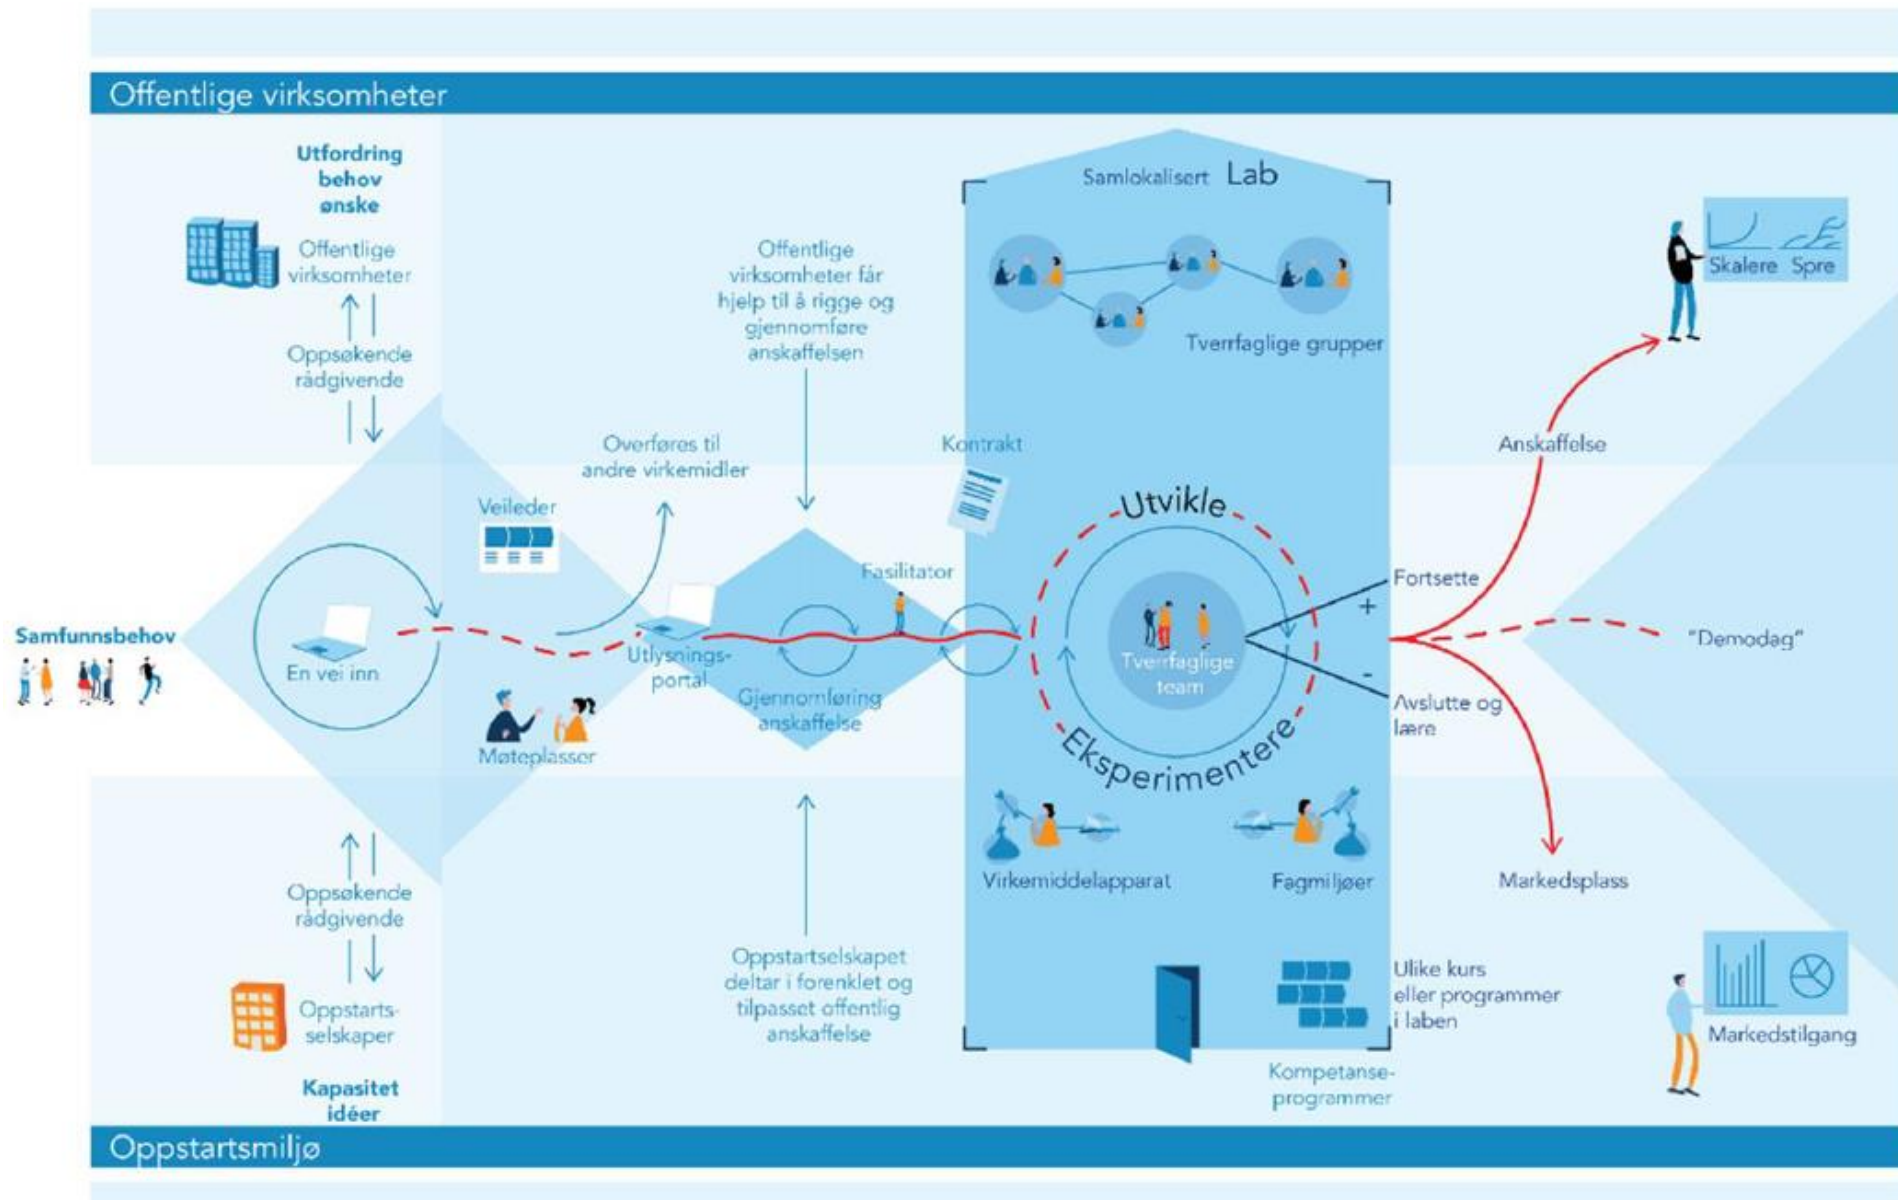 Offentlige virksomheter
Utfordring
behov
ønske
Offentlige
virksomheter
Oppsøkende
rådgivende
Samfunnsbehov
En vei inn
Oppsøkende
rådgivende
Oppstarts-
selskaper
Kapasitet
idéer
Veileder
Møteplasser
Overføres til
andre virkemidler
Utlysnings-
portal
Offentlige
virksomheter får
hjelp til å rigge og
gjennomføre
anskaffelsen
Fasilitator
Gjennomføring
anskaffelse
Oppstartselskapet
deltar i forenklet og
tilpasset offentlig
anskaffelse
Kontrakt
Samlokalisert Lab
Tverrfaglige grupper
Utvikle
Tverrfaglige
team
Eksperimentere
Virkemiddelapparat
Fagmiljøer
Kompetanse-
programmer
Ulike kurs
eller programmer
i laben
+
Fortsette
-
Avslutte og
lære
Anskaffelse
Skalere Spre
"Demodag"
Markedsplass
Markedstilgang
Oppstartsmiljø